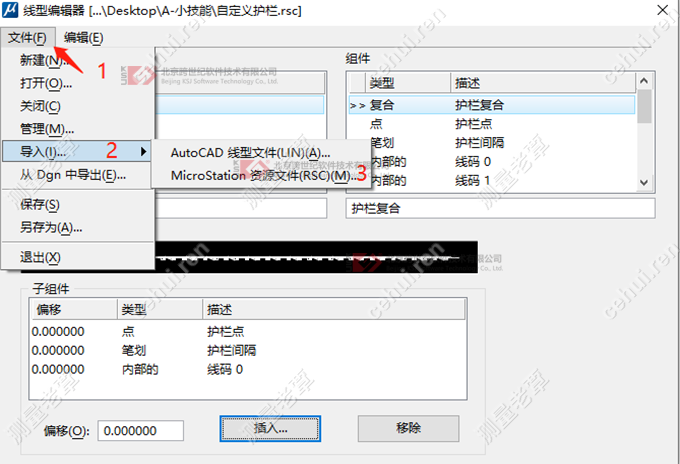 线型编辑器 [...\Desktop\A-小技能\自定义护栏.rsc]
文件(F) 编辑(E)
1
新建(N)...
打开(O)...
关闭(C)
管理(M)...
导入(I)... 2
从 Dgn 中导出(E)...
保存(S)
另存为(A)...
退出(X)
AutoCAD 线型文件(LIN)(A)...
MicroStation 资源文件(RSC)(M)... 3
组件
类型 描述
>> 复合 护栏复合
点 护栏点
笔划 护栏间隔
内部的 线码 0
内部的 线码 1
护栏复合
子组件
偏移 类型 描述
0.000000 点 护栏点
0.000000 笔划 护栏间隔
0.000000 内部的 线码 0
偏移(O): 0.000000 插入... 移除
北京跨世纪软件技术有限公司
Beijing KSJ Software Technology Co., Ltd.
测量老覃
cehui.ren